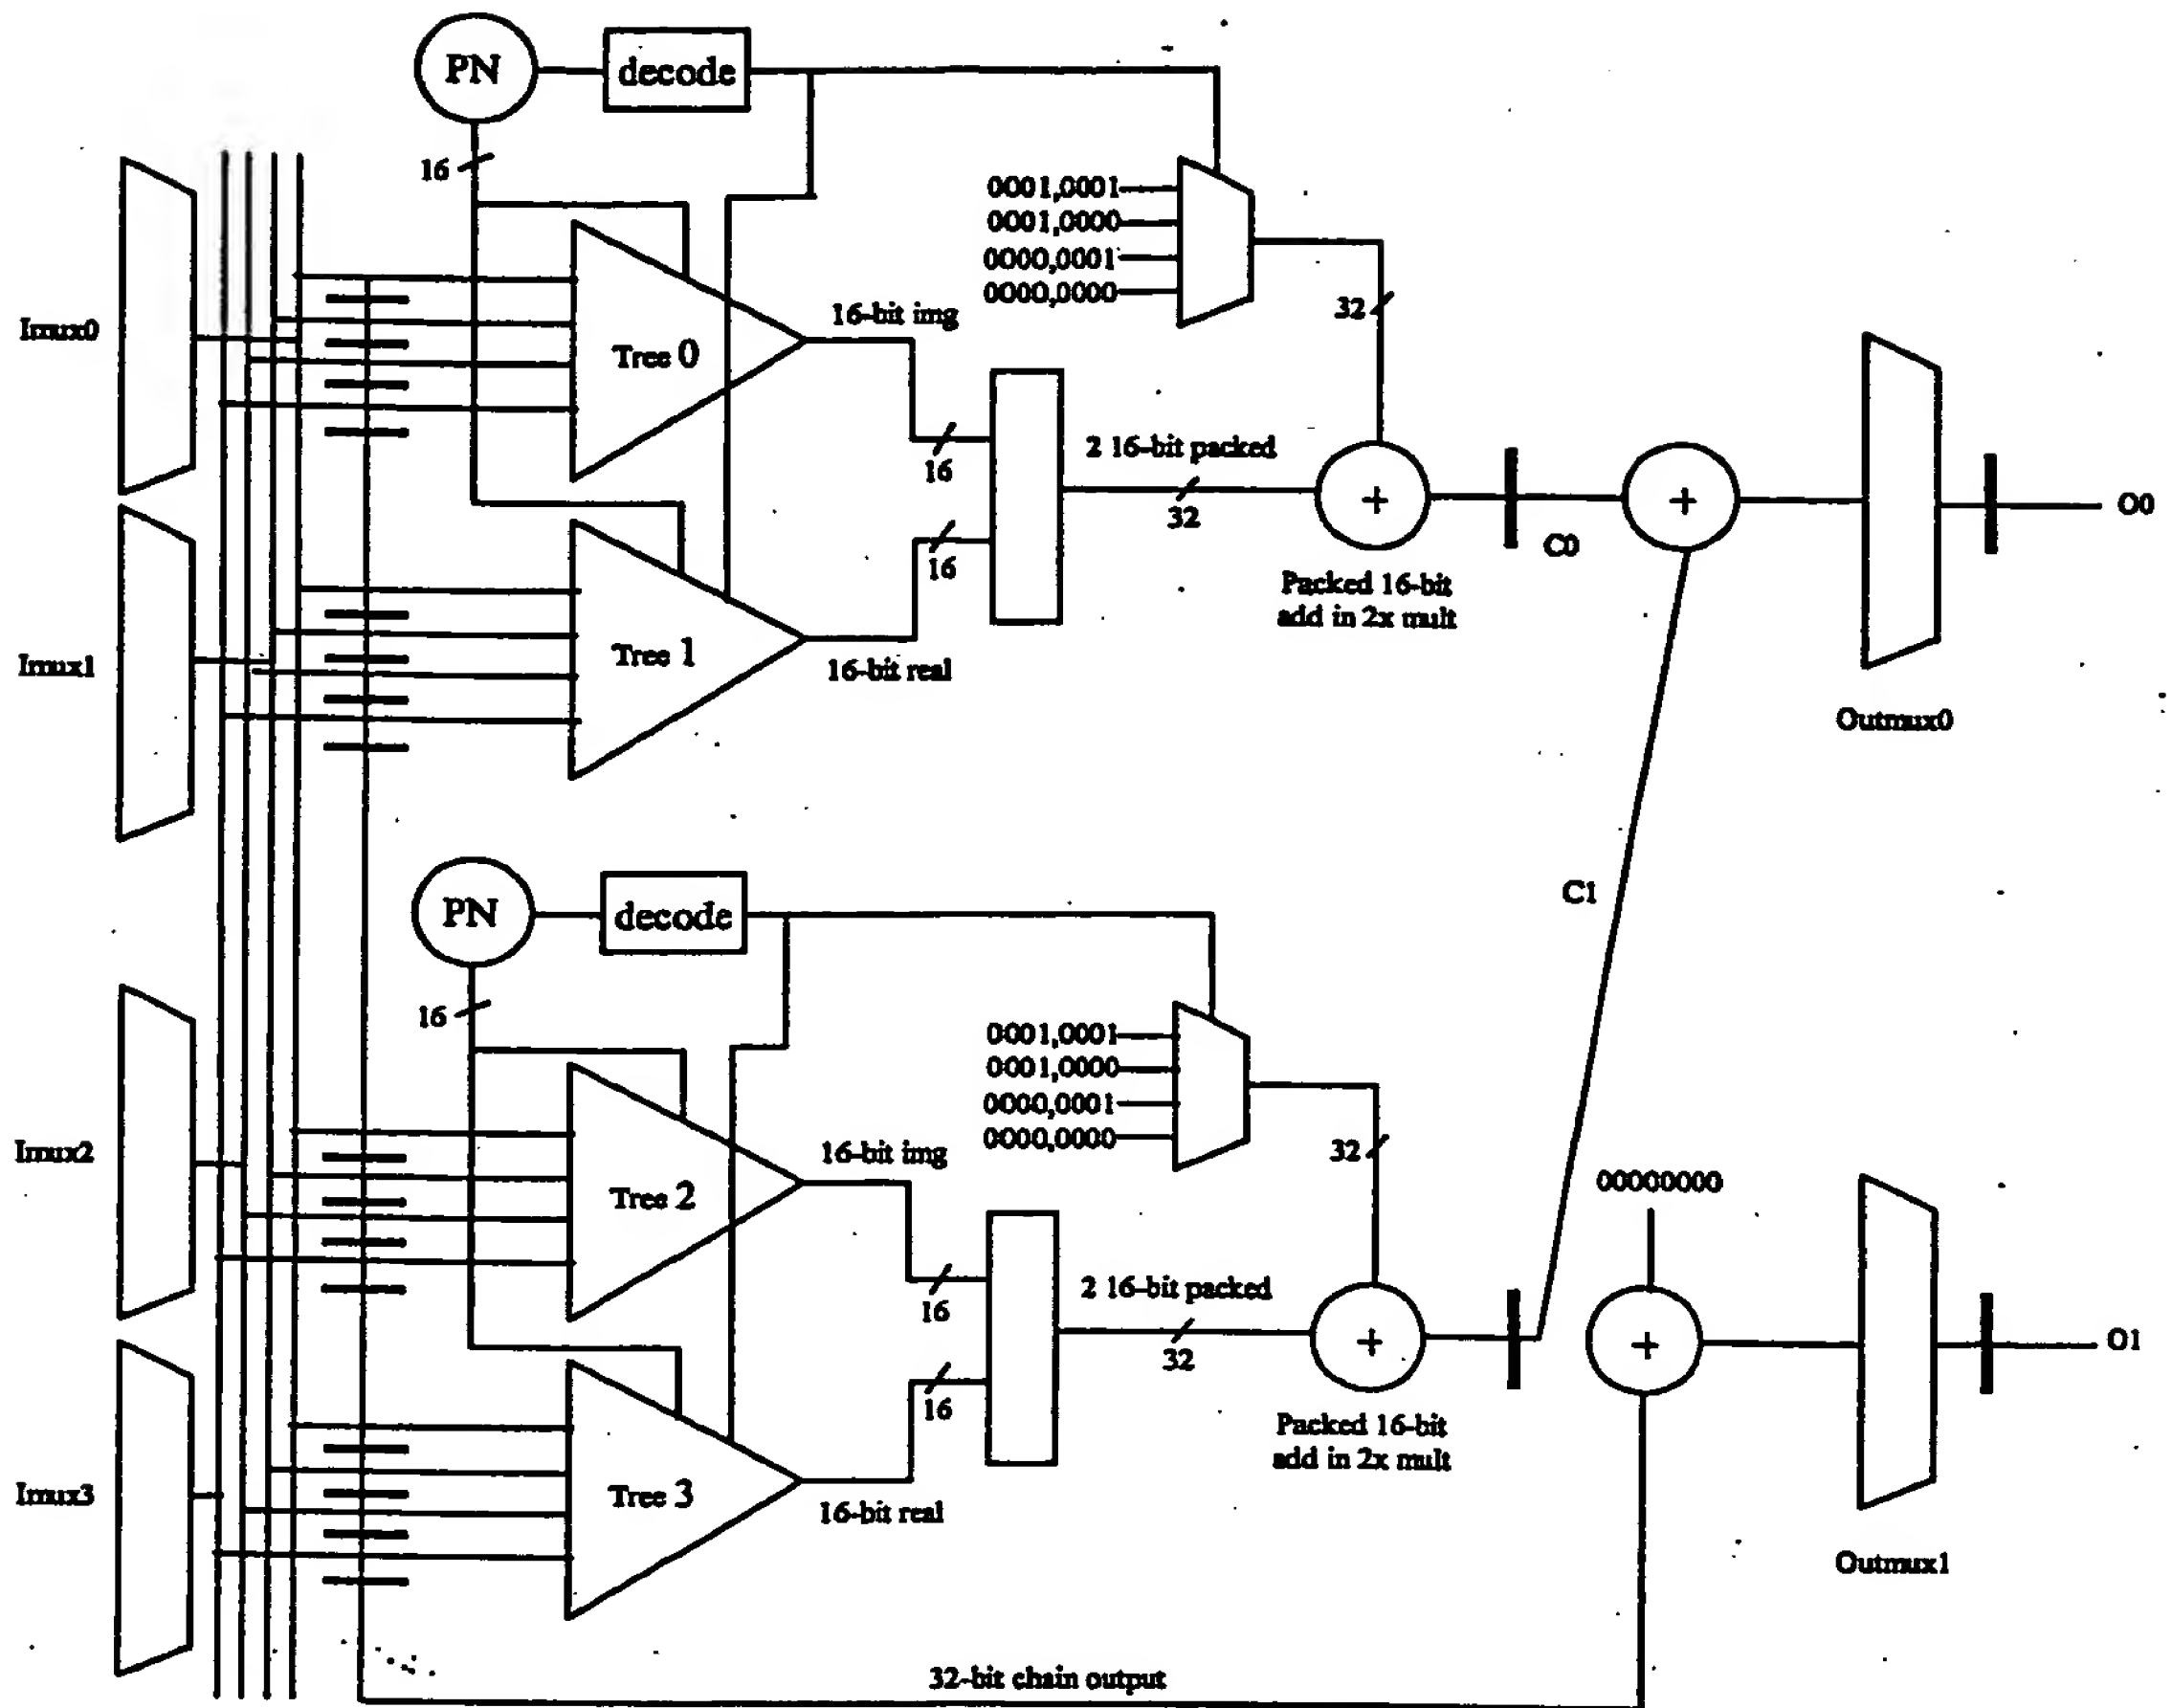 PN
decode
16
0001,0001
0001,0000
0000,0001
0000,0000
32
Imux0
Tree 0
16-bit img
16
2 16-bit packed
32
+
+
C0
O0
16
Packed 16-bit
add in 2x mult
Imux1
Tree 1
16-bit real
Outmux0
C1
PN
decode
16
0001,0001
0001,0000
0000,0001
0000,0000
32
Imux2
Tree 2
16-bit img
00000000
16
2 16-bit packed
32
+
+
O1
16
Packed 16-bit
add in 2x mult
Imux3
Tree 3
16-bit real
Outmux1
32-bit chain output